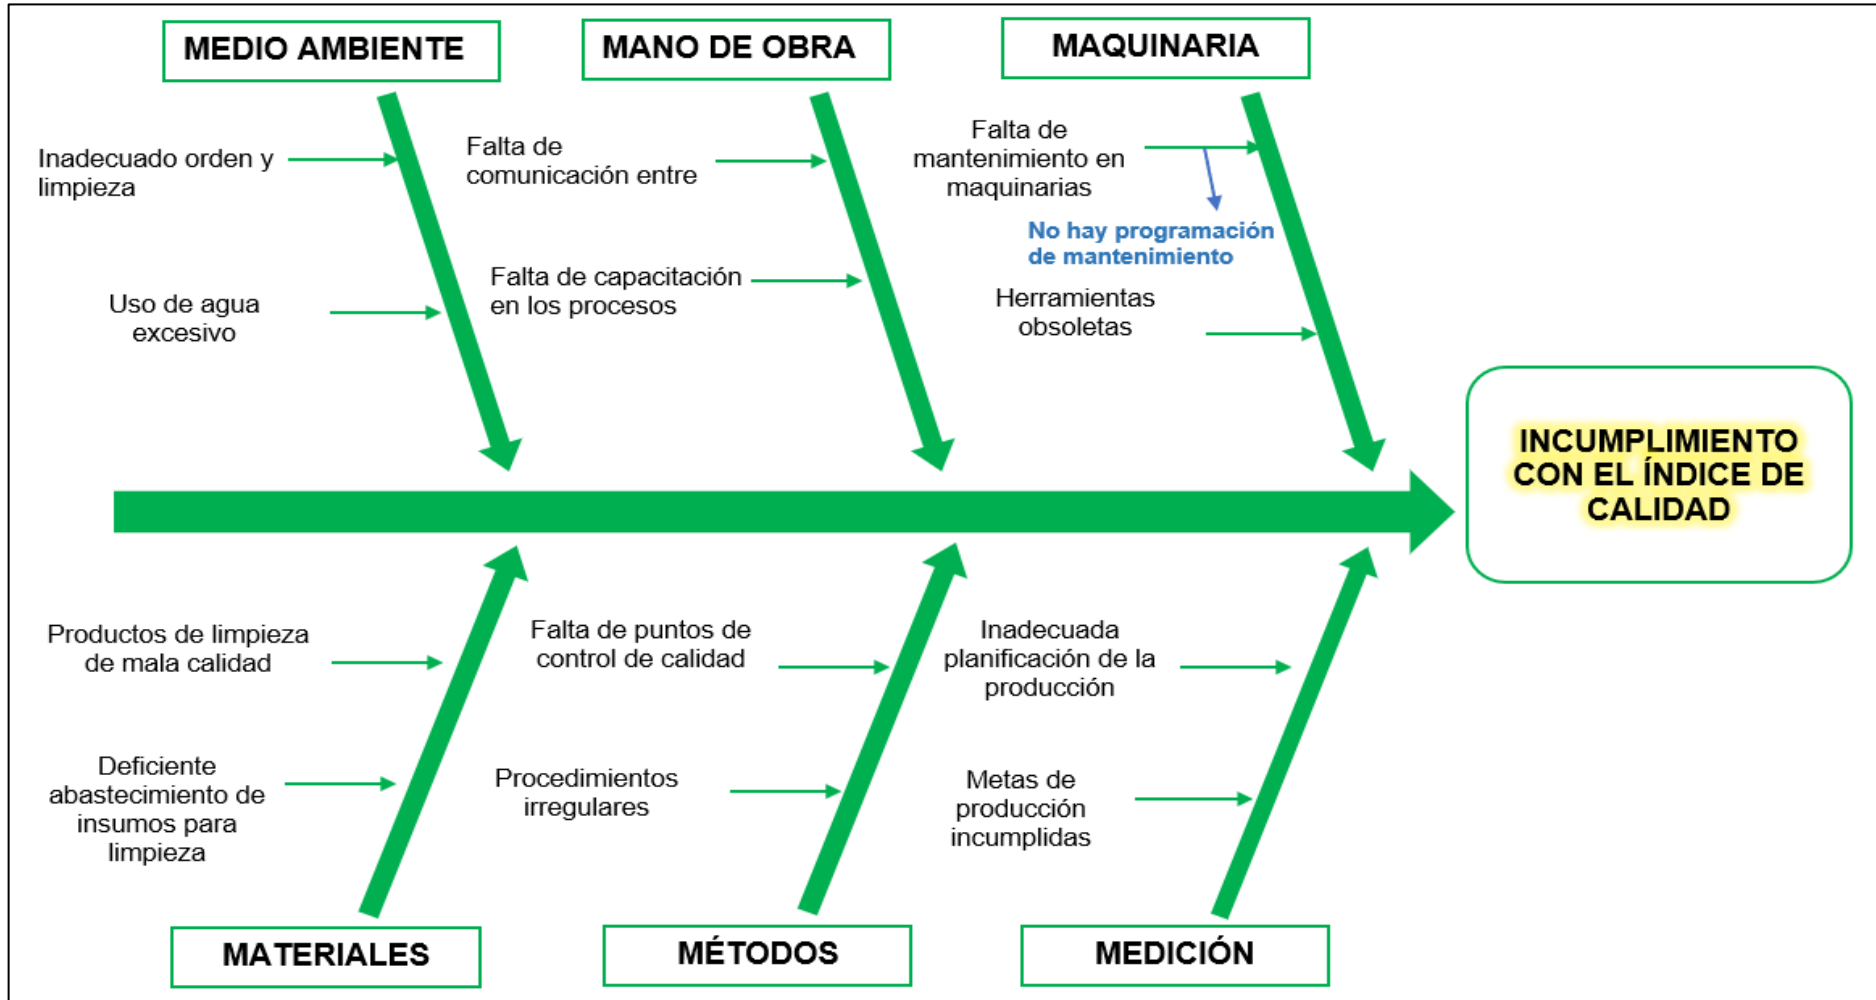 MEDIO AMBIENTE
MANO DE OBRA
MAQUINARIA
Inadecuado orden y
limpieza
Falta de
comunicación entre
Falta de
mantenimiento en
maquinarias
No hay programación
de mantenimiento
Uso de agua
excesivo
Falta de capacitación
en los procesos
Herramientas
obsoletas
INCUMPLIMIENTO
CON EL ÍNDICE DE
CALIDAD
Productos de limpieza
de mala calidad
Falta de puntos de
control de calidad
Inadecuada
planificación de la
producción
Deficiente
abastecimiento de
insumos para
limpieza
Procedimientos
irregulares
Metas de
producción
incumplidas
MATERIALES
MÉTODOS
MEDICIÓN